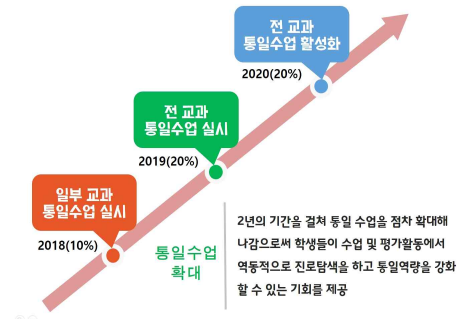 전 교과
통일수업 활성화
2020(20%)
전 교과
통일수업 실시
2019(20%)
일부 교과
통일수업 실시
2018(10%)
통일수업
확대
2년의 기간을 걸쳐 통일 수업을 점차 확대해
나감으로써 학생들이 수업 및 평가활동에서
역동적으로 진로탐색을 하고 통일역량을 강화
할 수 있는 기회를 제공